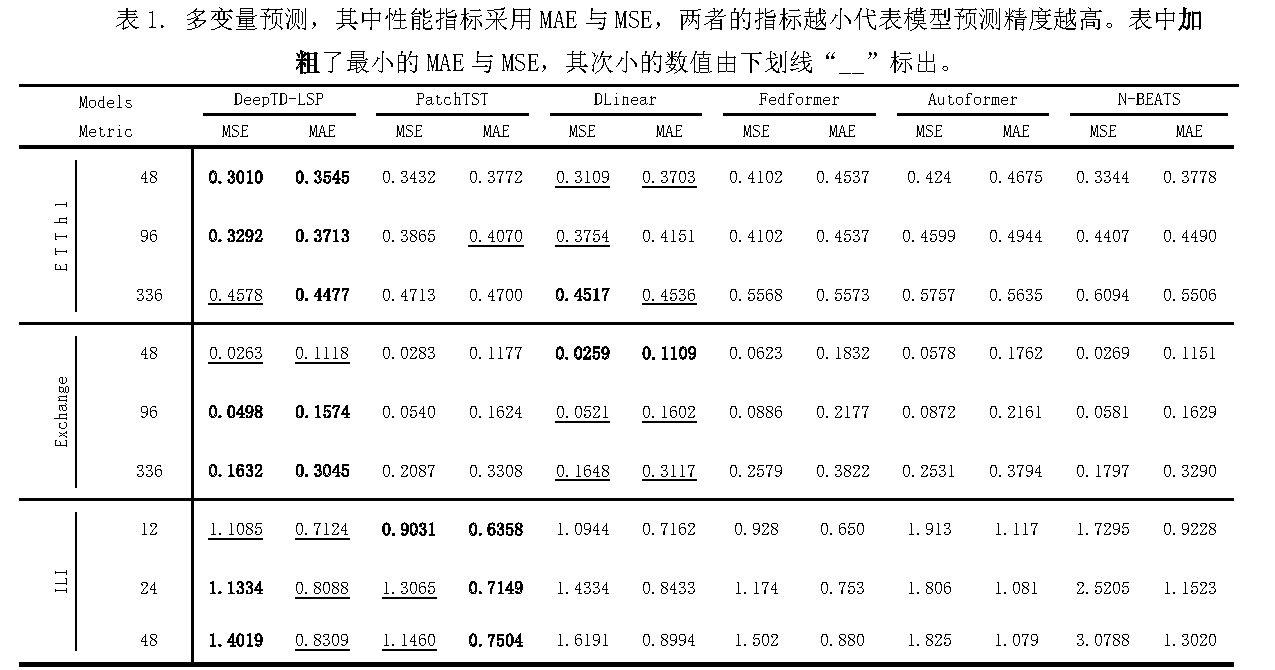 表 1. 多变量预测，其中性能指标采用 MAE 与 MSE，两者的指标越小代表模型预测精度越高。表中加
粗了最小的 MAE 与 MSE，其次小的数值由下划线“__”标出。
Models DeepTD-LSP PatchTST DLinear Fedformer Autoformer N-BEATS
Metric MSE MAE MSE MAE MSE MAE MSE MAE MSE MAE MSE MAE
ETTh1
48 0.3010 0.3545 0.3432 0.3772 0.3109 0.3703 0.4102 0.4537 0.424 0.4675 0.3344 0.3778
96 0.3292 0.3713 0.3865 0.4070 0.3754 0.4151 0.4102 0.4537 0.4599 0.4944 0.4407 0.4490
336 0.4578 0.4477 0.4713 0.4700 0.4517 0.4536 0.5568 0.5573 0.5757 0.5635 0.6094 0.5506
Exchange
48 0.0263 0.1118 0.0283 0.1177 0.0259 0.1109 0.0623 0.1832 0.0578 0.1762 0.0269 0.1151
96 0.0498 0.1574 0.0540 0.1624 0.0521 0.1602 0.0886 0.2177 0.0872 0.2161 0.0581 0.1629
336 0.1632 0.3045 0.2087 0.3308 0.1648 0.3117 0.2579 0.3822 0.2531 0.3794 0.1797 0.3290
ILI
12 1.1085 0.7124 0.9031 0.6358 1.0944 0.7162 0.928 0.650 1.913 1.117 1.7295 0.9228
24 1.1334 0.8088 1.3065 0.7149 1.4334 0.8433 1.174 0.753 1.806 1.081 2.5205 1.1523
48 1.4019 0.8309 1.1460 0.7504 1.6191 0.8994 1.502 0.880 1.825 1.079 3.0788 1.3020